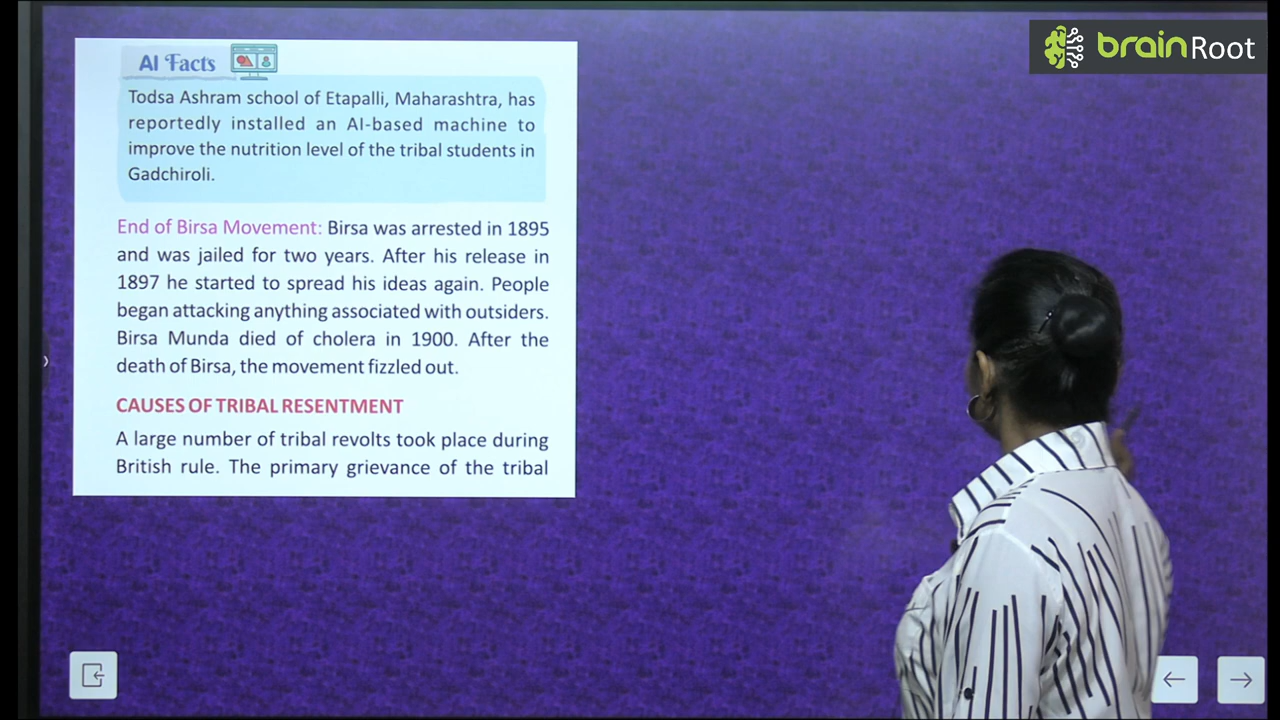 brainRoot
AI Facts
Todsa Ashram school of Etapalli, Maharashtra, has
reportedly installed an AI-based machine to
improve the nutrition level of the tribal students in
Gadchiroli.
End of Birsa Movement: Birsa was arrested in 1895
and was jailed for two years. After his release in
1897 he started to spread his ideas again. People
began attacking anything associated with outsiders.
Birsa Munda died of cholera in 1900. After the
death of Birsa, the movement fizzled out.
CAUSES OF TRIBAL RESENTMENT
A large number of tribal revolts took place during
British rule. The primary grievance of the tribal